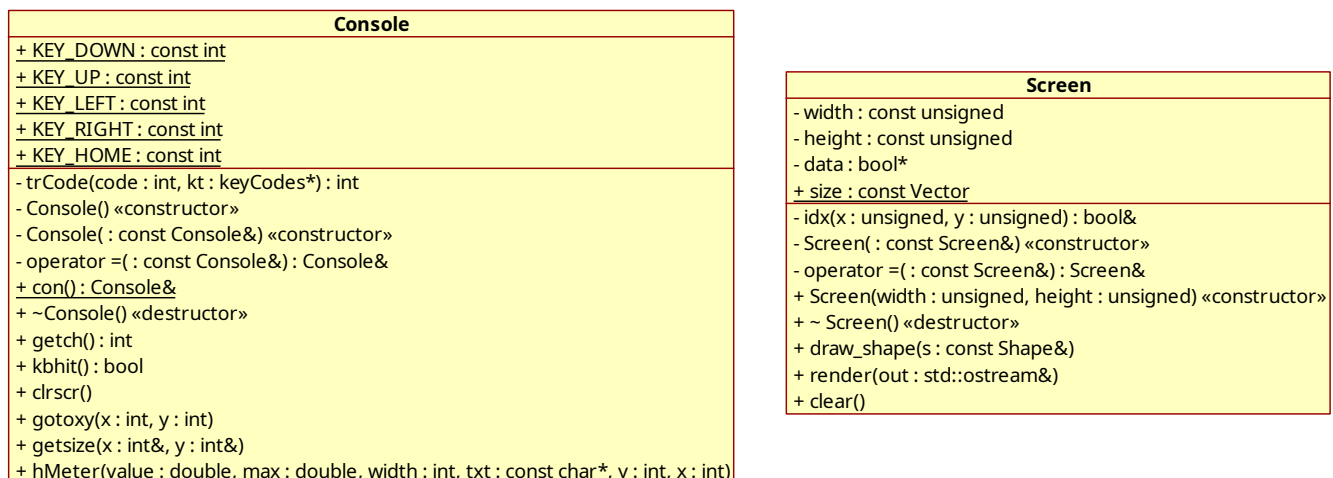 Console
+ KEY_DOWN : const int
+ KEY_UP : const int
+ KEY_LEFT : const int
+ KEY_RIGHT : const int
+ KEY_HOME : const int
- trCode(code : int, kt : keyCodes*) : int
- Console() «constructor»
- Console( : const Console&) «constructor»
- operator =( : const Console&) : Console&
+ con() : Console&
+ ~Console() «destructor»
+ getch() : int
+ kbhit() : bool
+ clrscr()
+ gotoxy(x : int, y : int)
+ getsize(x : int&, y : int&)
+ hMeter(value : double, max : double, width : int, txt : const char*, y : int, x : int)
Screen
- width : const unsigned
- height : const unsigned
- data : bool*
+ size : const Vector
- idx(x : unsigned, y : unsigned) : bool&
- Screen( : const Screen&) «constructor»
- operator =( : const Screen&) : Screen&
+ Screen(width : unsigned, height : unsigned) «constructor»
+ ~ Screen() «destructor»
+ draw_shape(s : const Shape&)
+ render(out : std::ostream&)
+ clear()